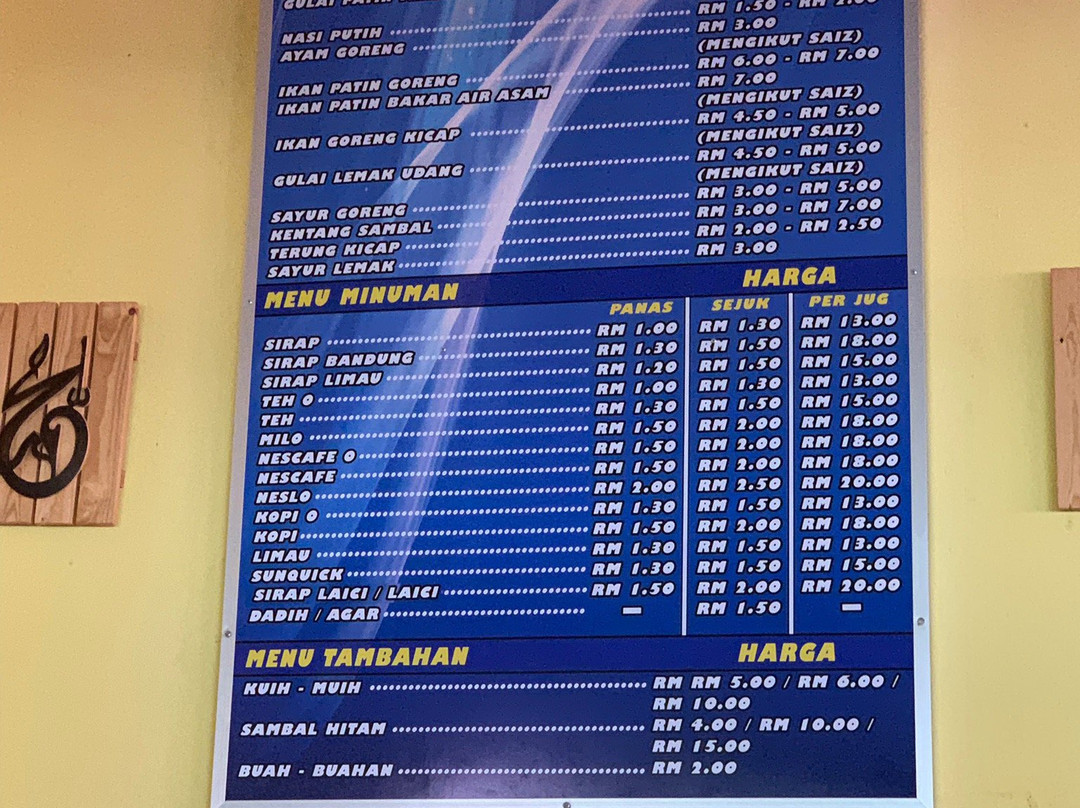 GULAI PATIN
NASI PUTIH RM 1.50 - RM 2.00
AYAM GORENG RM 3.00
(MENGIKUT SAIZ)
IKAN PATIN GORENG RM 6.00 - RM 7.00
IKAN PATIN BAKAR AIR ASAM RM 7.00
(MENGIKUT SAIZ)
IKAN GORENG KICAP RM 4.50 - RM 5.00
(MENGIKUT SAIZ)
GULAI LEMAK UDANG RM 4.50 - RM 5.00
(MENGIKUT SAIZ)
SAYUR GORENG RM 3.00 - RM 5.00
KENTANG SAMBAL RM 3.00 - RM 7.00
TERUNG KICAP RM 2.00 - RM 2.50
SAYUR LEMAK RM 3.00
MENU MINUMAN HARGA
PANAS SEJUK PER JUG
SIRAP RM 1.00 RM 1.30 RM 13.00
SIRAP BANDUNG RM 1.30 RM 1.50 RM 18.00
SIRAP LIMAU RM 1.20 RM 1.50 RM 15.00
TEH O RM 1.00 RM 1.30 RM 13.00
TEH RM 1.30 RM 1.50 RM 15.00
MILO RM 1.50 RM 2.00 RM 18.00
NESCAFE O RM 1.50 RM 2.00 RM 18.00
NESCAFE RM 1.50 RM 2.00 RM 18.00
NESLO RM 2.00 RM 2.50 RM 20.00
KOPI O RM 1.30 RM 1.50 RM 13.00
KOPI RM 1.50 RM 2.00 RM 18.00
LIMAU RM 1.30 RM 1.50 RM 13.00
SUNQUICK RM 1.30 RM 1.50 RM 15.00
SIRAP LAICI / LAICI RM 1.50 RM 2.00 RM 20.00
DADIH / AGAR - RM 1.50 -
MENU TAMBAHAN HARGA
KUIH - MUIH RM RM 5.00 / RM 6.00 /
RM 10.00
SAMBAL HITAM RM 4.00 / RM 10.00 /
RM 15.00
BUAH - BUAHAN RM 2.00